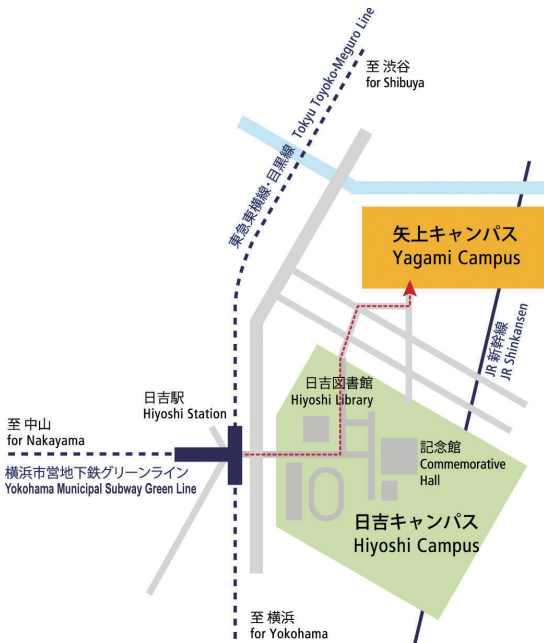 東急東横線・目黒線 Tokyu Toyoko·Meguro Line
至 渋谷
for Shibuya
矢上キャンパス
Yagami Campus
JR 新幹線
JR Shinkansen
日吉図書館
Hiyoshi Library
日吉駅
Hiyoshi Station
至 中山
for Nakayama
横浜市営地下鉄グリーンライン
Yokohama Municipal Subway Green Line
記念館
Commemorative
Hall
日吉キャンパス
Hiyoshi Campus
至 横浜
for Yokohama